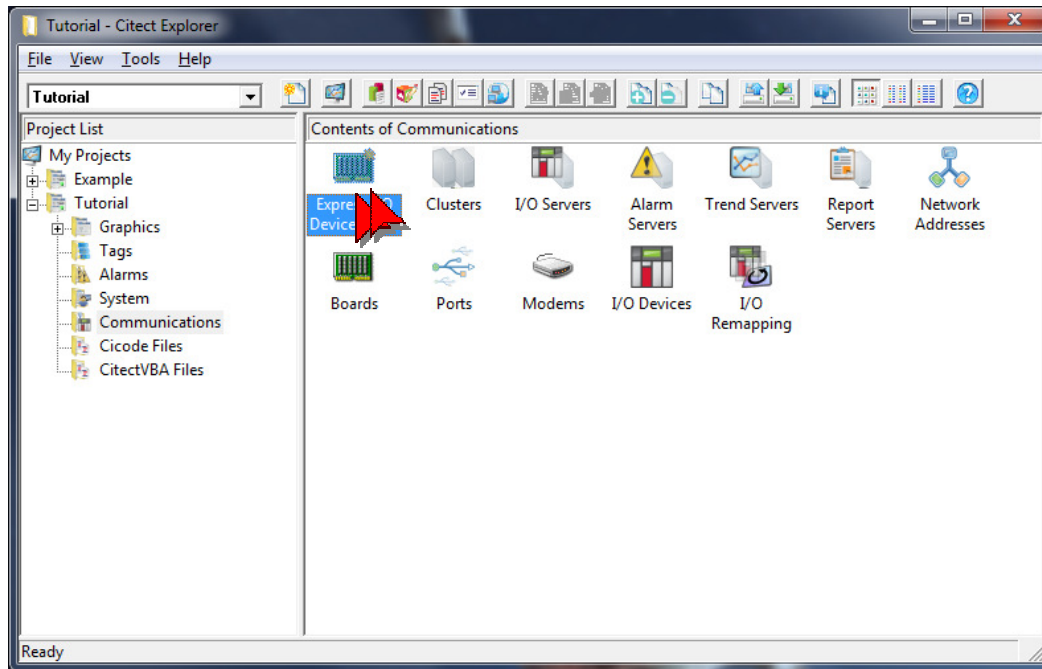 Tutorial - Citect Explorer
File View Tools Help
Tutorial
Project List
Contents of Communications
My Projects
Example
Tutorial
Graphics
Tags
Alarms
System
Communications
Cicode Files
CitectVBA Files
Clusters
I/O Servers
Alarm
Servers
Trend Servers
Report
Servers
Network
Addresses
Boards
Ports
Modems
I/O Devices
I/O
Remapping
Ready